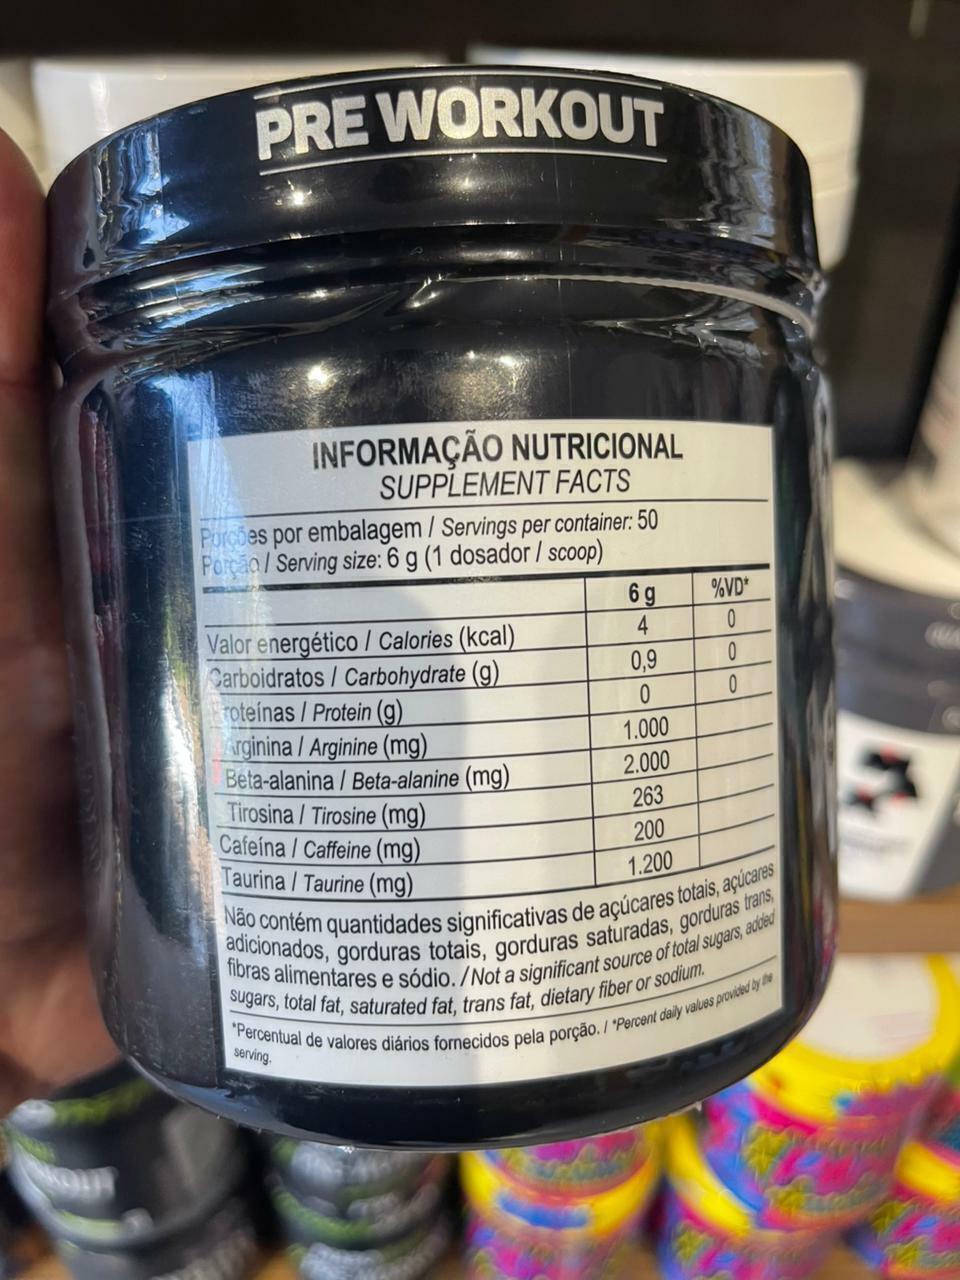 PRE WORKOUT
INFORMAÇÃO NUTRICIONAL
SUPPLEMENT FACTS
Porções por embalagem / Servings per container: 50
Porção / Serving size: 6 g (1 dosador / scoop)
6 g %VD*
Valor energético / Calories (kcal) 4 0
Carboidratos / Carbohydrate (g) 0,9 0
Proteínas / Protein (g) 0 0
Arginina / Arginine (mg) 1.000
Beta-alanina / Beta-alanine (mg) 2.000
Tirosina / Tirosine (mg) 263
Cafeína / Caffeine (mg) 200
Taurina / Taurine (mg) 1.200
Não contém quantidades significativas de açúcares totais, açúcares
adicionados, gorduras totais, gorduras saturadas, gorduras trans,
fibras alimentares e sódio. / Not a significant source of total sugars, added
sugars, total fat, saturated fat, trans fat, dietary fiber or sodium.
*Percentual de valores diários fornecidos pela porção. / *Percent daily values provided by the
serving.